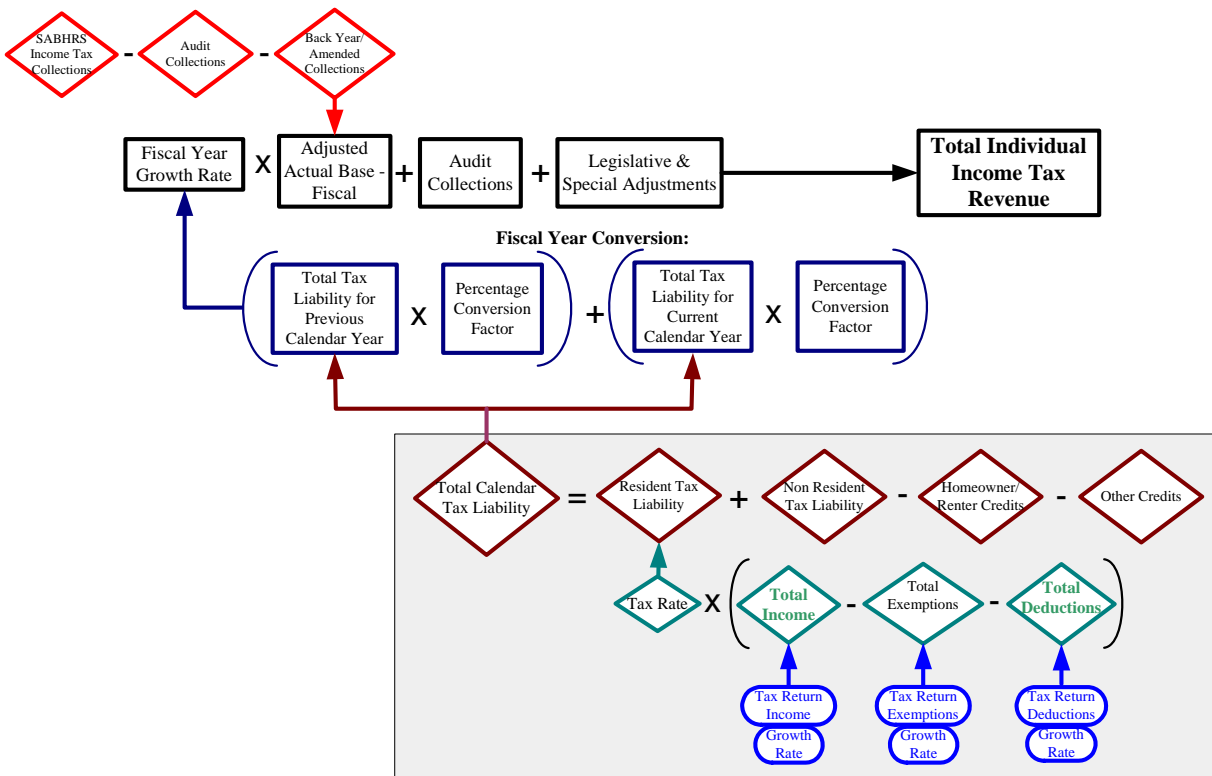 SABHRS
Income Tax
Collections
-
Audit
Collections
-
Back Year/
Amended
Collections
Fiscal Year
Growth Rate
x
Adjusted
Actual Base -
Fiscal
+
Audit
Collections
+
Legislative &
Special Adjustments
Total Individual
Income Tax
Revenue
Fiscal Year Conversion:
(
Total Tax
Liability for
Previous
Calendar Year
x
Percentage
Conversion
Factor
)
+
(
Total Tax
Liability for
Current
Calendar Year
x
Percentage
Conversion
Factor
)
Total Calendar
Tax Liability
=
Resident Tax
Liability
+
Non Resident
Tax Liability
-
Homeowner/
Renter Credits
-
Other Credits
Tax Rate
x
(
Total
Income
-
Total
Exemptions
-
Total
Deductions
)
Tax Return
Income
Growth
Rate
Tax Return
Exemptions
Growth
Rate
Tax Return
Deductions
Growth
Rate